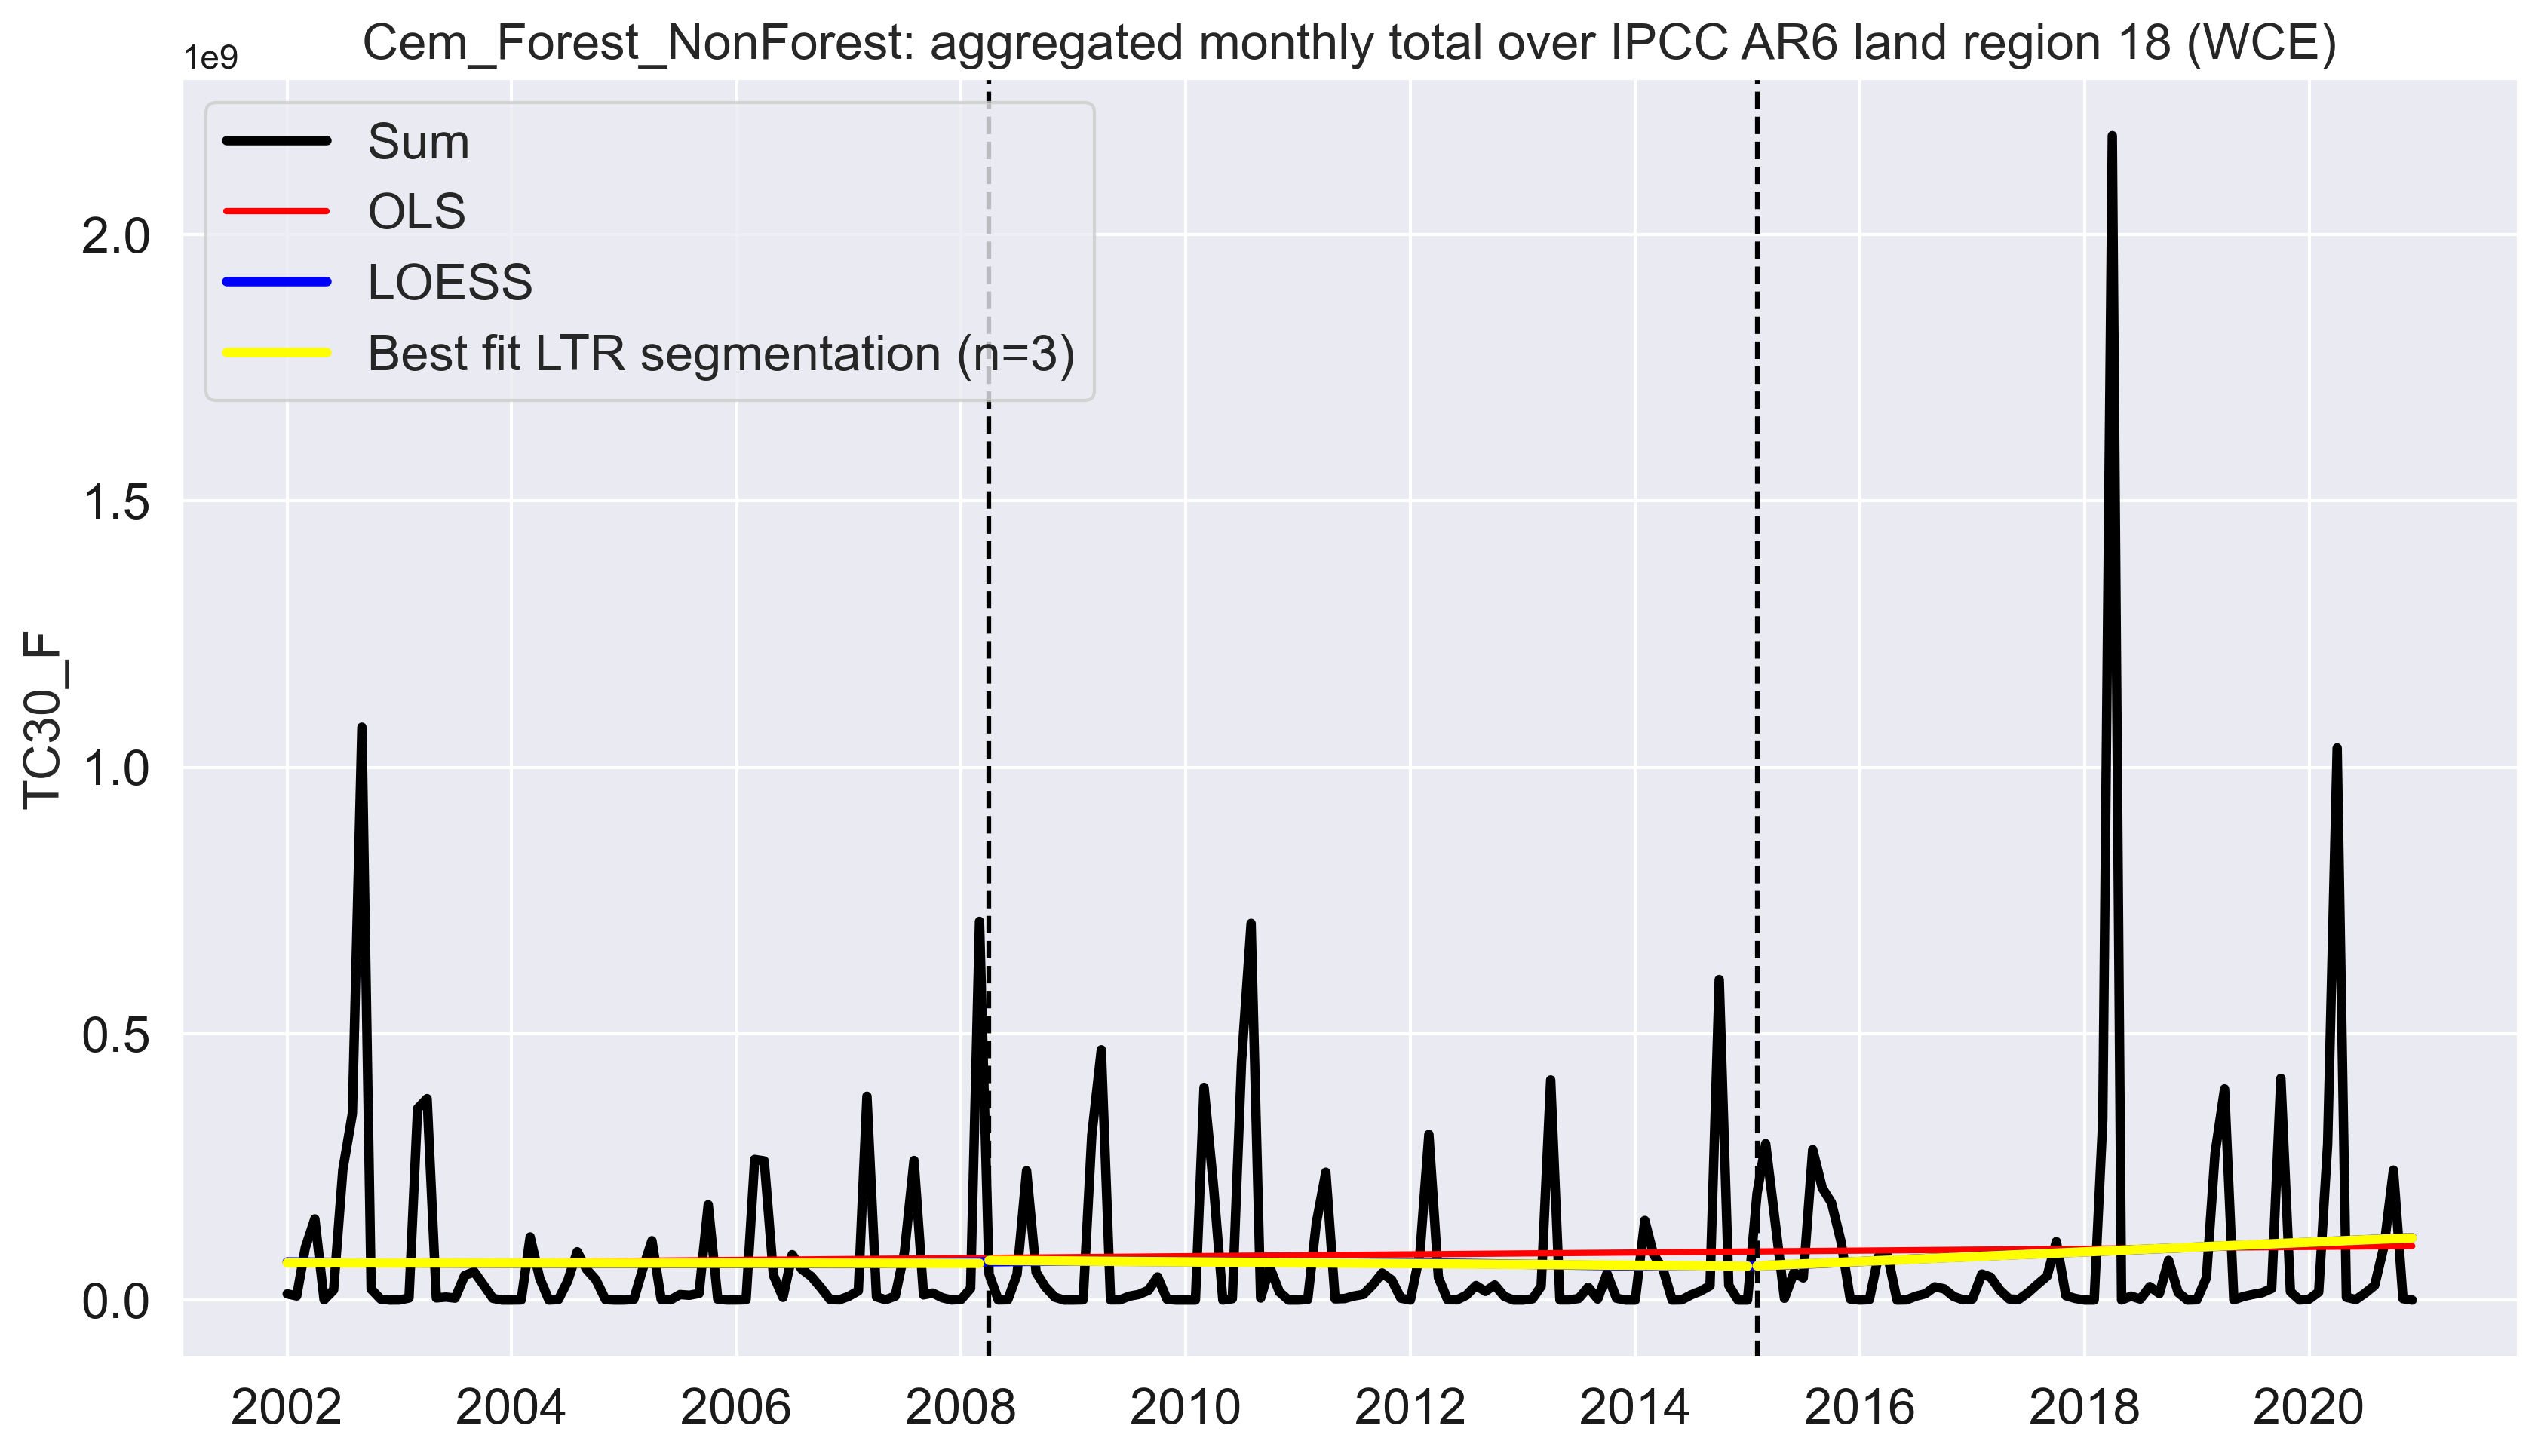 Cem_Forest_NonForest: aggregated monthly total over IPCC AR6 land region 18 (WCE)
1e9
Sum
OLS
LOESS
Best fit LTR segmentation (n=3)
2.0
1.5
1.0
0.5
0.0
TC30_F
2002 2004 2006 2008 2010 2012 2014 2016 2018 2020